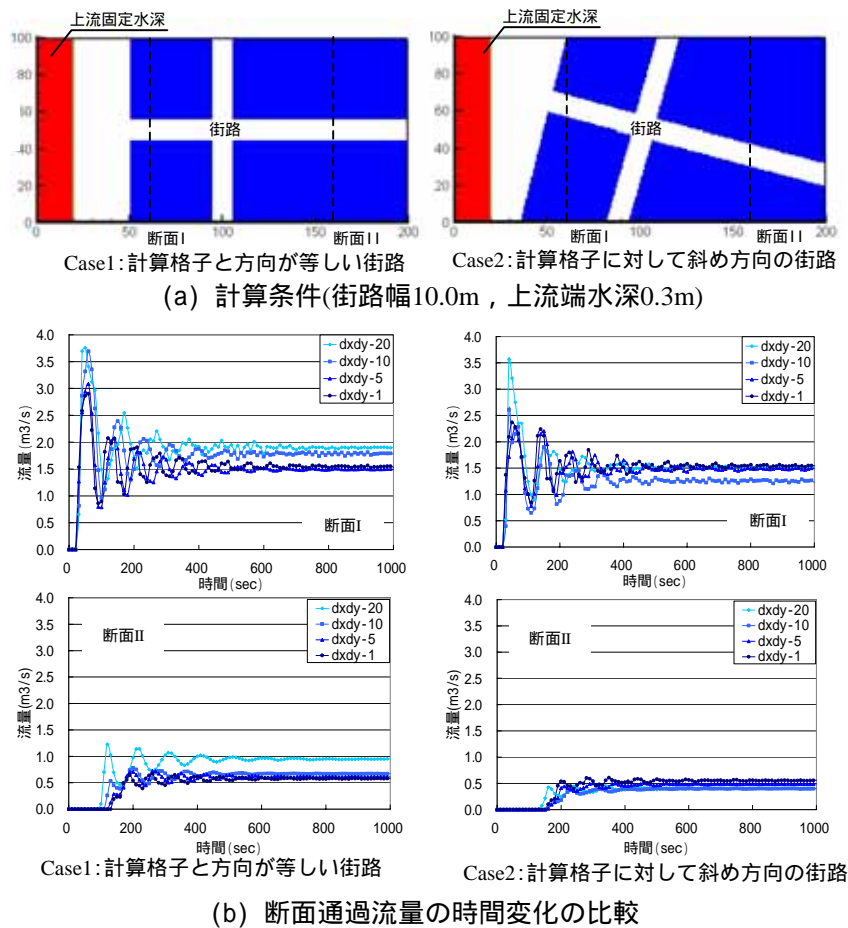 上流固定水深
上流固定水深
100
80
60
40
20
0
街路
0
50
100
150
200
断面I
断面II
100
80
60
40
20
0
街路
0
50
100
150
200
断面I
断面II
Case1:計算格子と方向が等しい街路
Case2:計算格子に対して斜め方向の街路
(a) 計算条件(街路幅10.0m,上流端水深0.3m)
4.0
3.5
3.0
2.5
2.0
1.5
1.0
0.5
0.0
流量(m3/s)
dxdy-20
dxdy-10
dxdy-5
dxdy-1
断面I
0 200 400 600 800 1000
時間(sec)
4.0
3.5
3.0
2.5
2.0
1.5
1.0
0.5
0.0
流量(m3/s)
dxdy-20
dxdy-10
dxdy-5
dxdy-1
断面I
0 200 400 600 800 1000
時間(sec)
4.0
3.5
3.0
2.5
2.0
1.5
1.0
0.5
0.0
流量(m3/s)
断面II
dxdy-20
dxdy-10
dxdy-5
dxdy-1
0 200 400 600 800 1000
時間(sec)
4.0
3.5
3.0
2.5
2.0
1.5
1.0
0.5
0.0
流量(m3/s)
断面II
dxdy-20
dxdy-10
dxdy-5
dxdy-1
0 200 400 600 800 1000
時間(sec)
Case1:計算格子と方向が等しい街路
Case2:計算格子に対して斜め方向の街路
(b) 断面通過流量の時間変化の比較